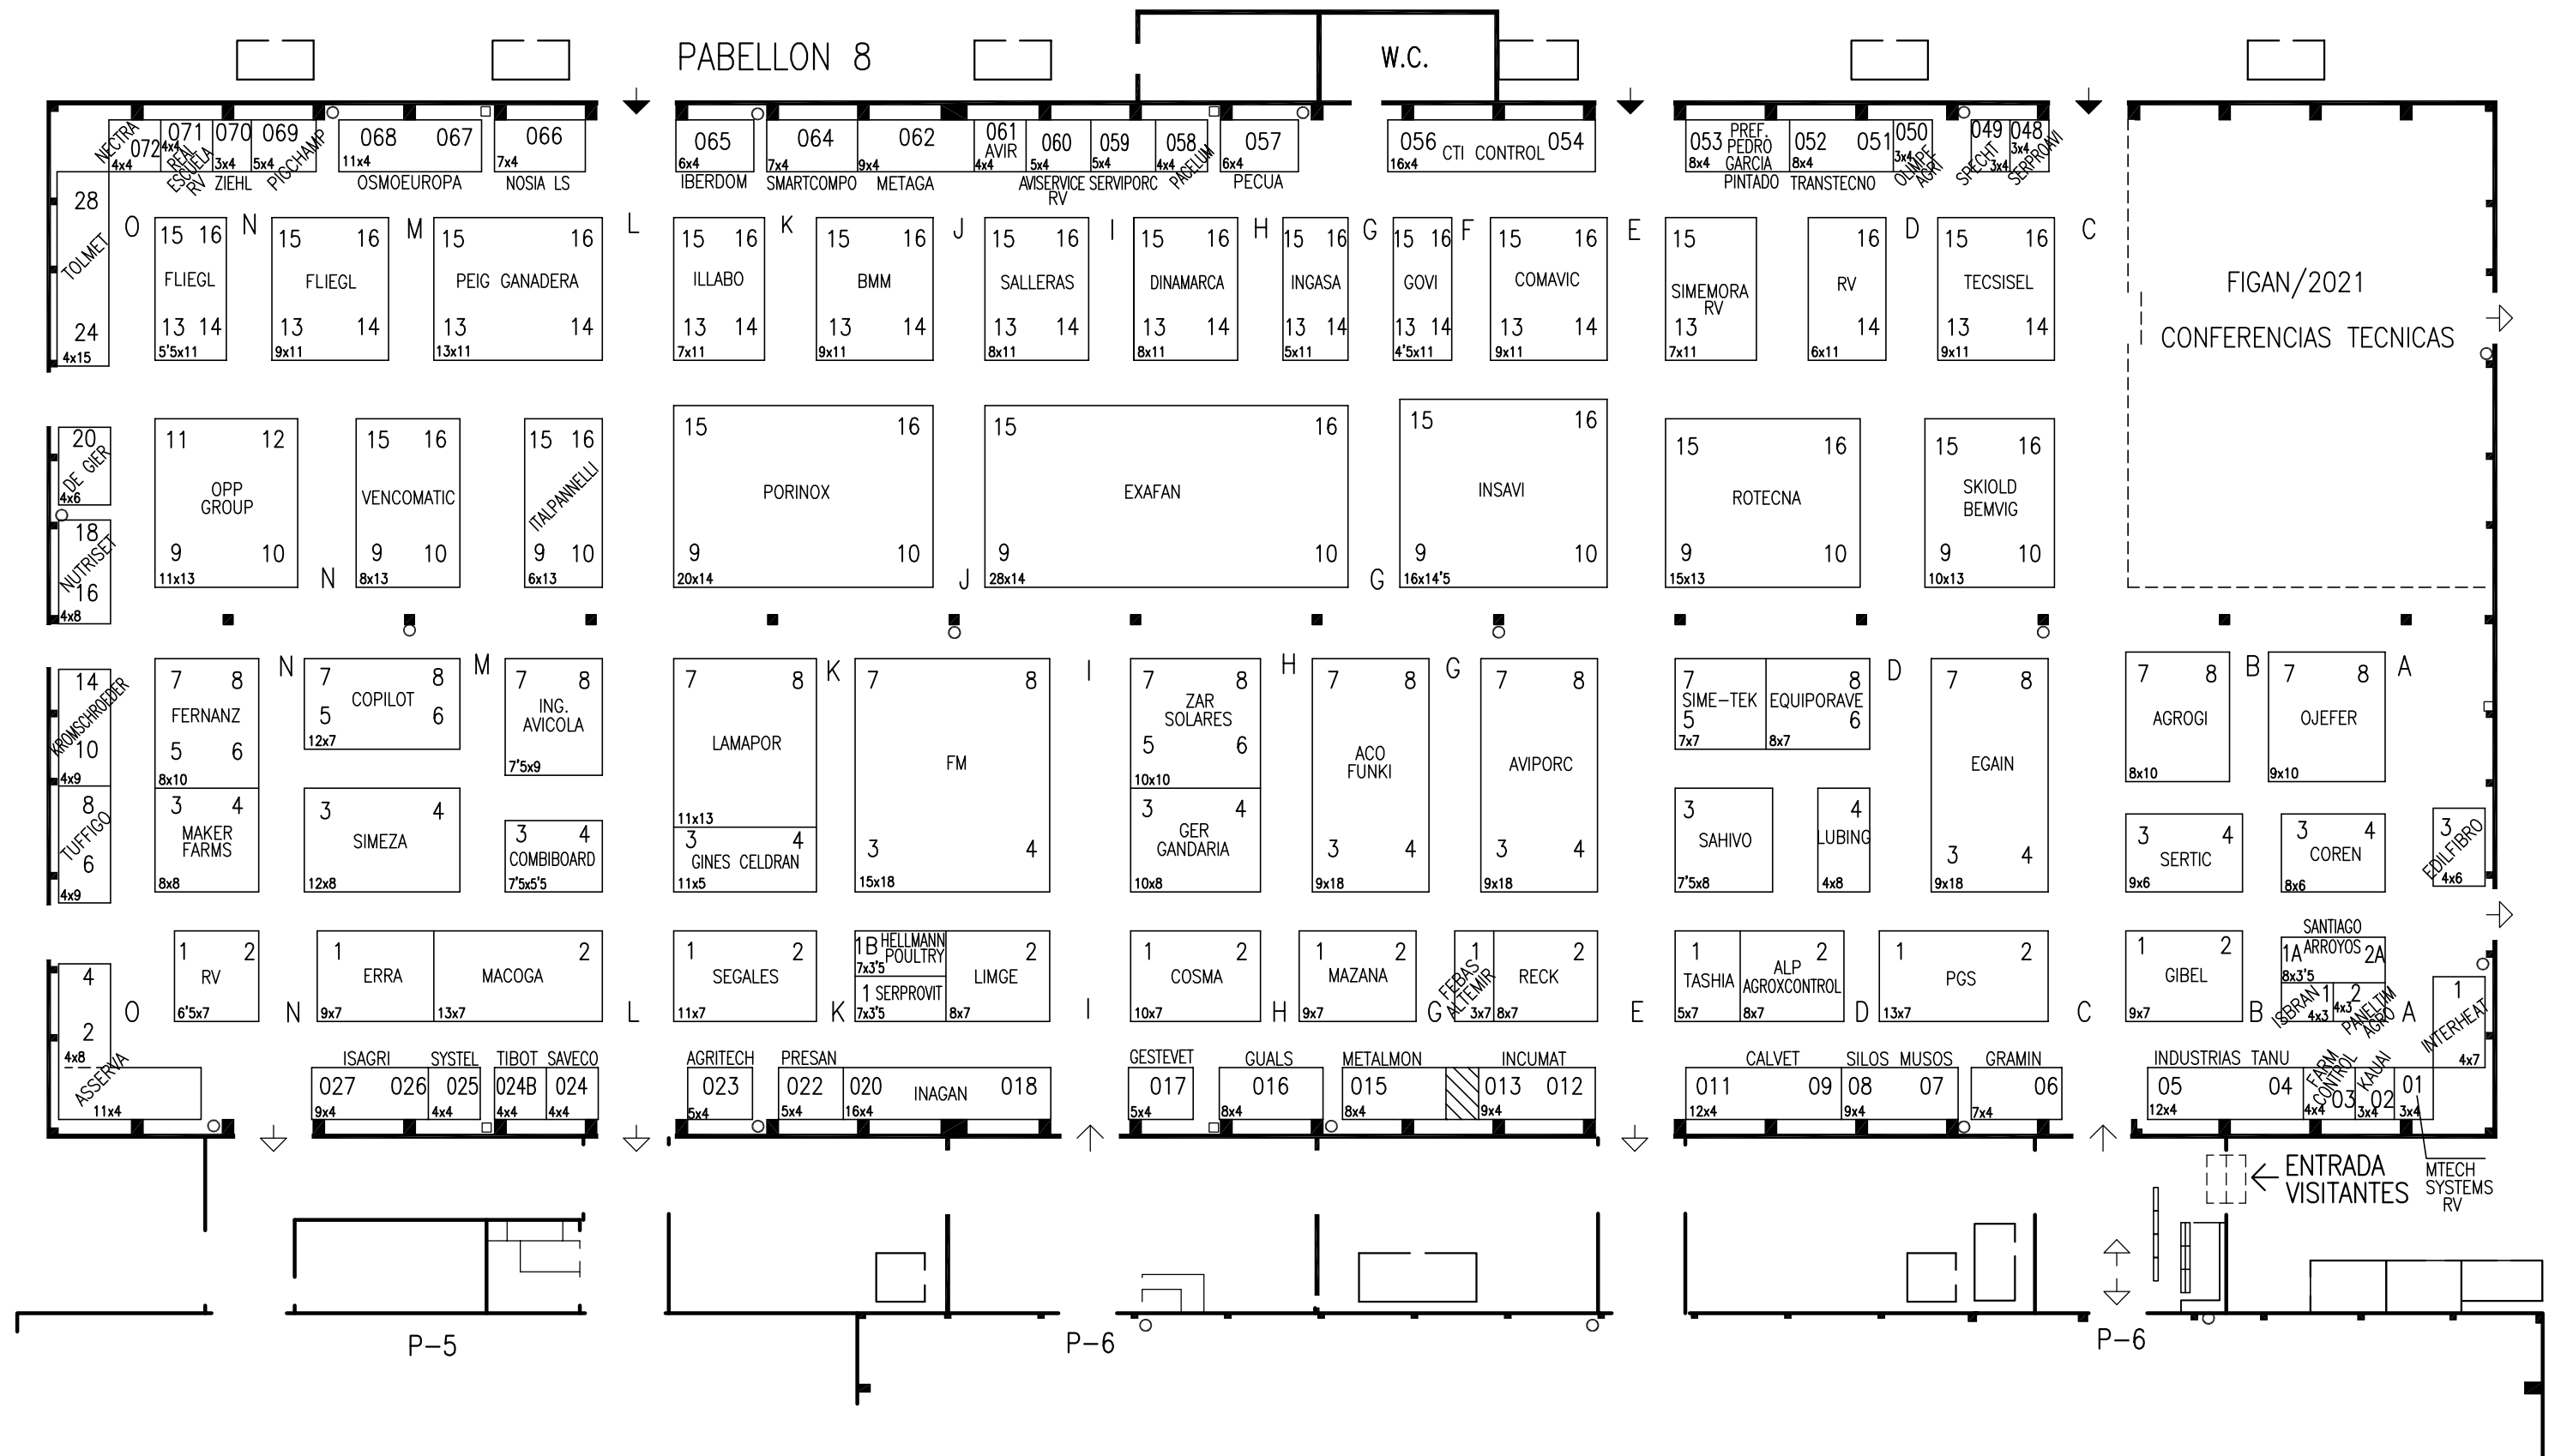 PABELLON 8
W.C.
NECTRA
072
4x4
071
4x4
REAL
ESCUELA
RV
070
3x4
ZIEHL
069
5x4
PIGCHAMP
068 067
11x4
OSMOEUROPA
066
7x4
NOSIA LS
065
6x4
IBERDOM
064
7x4
SMARTCOMPO
062
9x4
METAGA
061
AVIR
4x4
060
5x4
AVISERVICE
RV
059
5x4
SERVIPORC
058
4x4
PACELUM
057
6x4
PECUA
056 CTI CONTROL 054
16x4
053
8x4
PREF.
PEDRO
GARCIA
PINTADO
052 051
8x4
TRANSTECNO
050
3x4
OLIMPE
AGRI
049
3x4
SPECHT
048
3x4
SERPROAVI
28
TOLMET
24
4x15
O N M L K J I H G F E D C
15 16
FLIEGL
13 14
5'5x11
15 16
FLIEGL
13 14
9x11
15 16
PEIG GANADERA
13 14
13x11
15 16
ILLABO
13 14
7x11
15 16
BMM
13 14
9x11
15 16
SALLERAS
13 14
8x11
15 16
DINAMARCA
13 14
8x11
15 16
INGASA
13 14
5x11
15 16
GOVI
13 14
4'5x11
15 16
COMAVIC
13 14
9x11
15
SIMEMORA
RV
13
7x11
16
RV
14
6x11
15 16
TECSISEL
13 14
9x11
FIGAN/2021
CONFERENCIAS TECNICAS
20
DE GIER
4x6
18
NUTRISET
16
4x8
11 12
OPP
GROUP
9 10
11x13
N
15 16
VENCOMATIC
9 10
8x13
15 16
ITALPANNELLI
9 10
6x13
15 16
PORINOX
9 10
20x14
J
15 16
EXAFAN
9 10
28x14
G
15 16
INSAVI
9 10
16x14'5
15 16
ROTECNA
9 10
15x13
15 16
SKIOLD
BEMVIG
9 10
10x13
14
KROMSCHROEDER
10
4x9
8
TUFFIGO
6
4x9
7 8
FERNANZ
5 6
8x10
3 4
MAKER
FARMS
8x8
N
7 8
COPILOT
5 6
12x7
3 4
SIMEZA
12x8
M
7 8
ING.
AVICOLA
7'5x9
3 4
COMBIBOARD
7'5x5'5
7 8
LAMAPOR
11x13
3 4
GINES CELDRAN
11x5
K
7 8
FM
3 4
15x18
I
7 8
ZAR
SOLARES
5 6
10x10
3 4
GER
GANDARIA
10x8
H
7 8
ACO
FUNKI
3 4
9x18
G
7 8
AVIPORC
3 4
9x18
7
SIME-TEK
5
7x7
8
EQUIPORAVE
6
8x7
3
SAHIVO
7'5x8
4
LUBING
4x8
D
7 8
EGAIN
3 4
9x18
7 8
AGROGI
8x10
B
7 8
OJEFER
9x10
A
3 4
SERTIC
9x6
3 4
COREN
8x6
3
EDILFIBRO
4x6
4
2
4x8
ASSERVA
11x4
O
1 2
RV
6'5x7
N
1
ERRA
9x7
2
MACOGA
13x7
L
1 2
SEGALES
11x7
K
1B HELLMANN
POULTRY
7x3'5
1 SERPROVIT
7x3'5
2
LIMGE
8x7
I
1 2
COSMA
10x7
H
1 2
MAZANA
9x7
G
1
FEBAS
ALTEMIR
3x7
2
RECK
8x7
E
1
TASHIA
5x7
2
ALP
AGROXCONTROL
8x7
D
1 2
PGS
13x7
C
1 2
GIBEL
9x7
B
SANTIAGO
ARROYOS
1A 2A
8x3'5
1
ISBRAN
4x3
2
4x3
PANELTIM
AGRO
A
1
INTERHEAT
4x7
ISAGRI
027 026
9x4
SYSTEL
025
4x4
TIBOT
024B
4x4
SAVECO
024
4x4
AGRITECH
023
5x4
PRESAN
022
5x4
020 INAGAN 018
16x4
GESTEVET
017
5x4
GUALS
016
8x4
METALMON
015
8x4
INCUMAT
013 012
9x4
CALVET
011 09
12x4
SILOS MUSOS
08 07
9x4
GRAMIN
06
7x4
INDUSTRIAS TANU
05 04
12x4
FARM
CONTROL
03
4x4
KAUAI
02
3x4
01
3x4
MTECH
SYSTEMS
RV
ENTRADA
VISITANTES
P-5
P-6
P-6